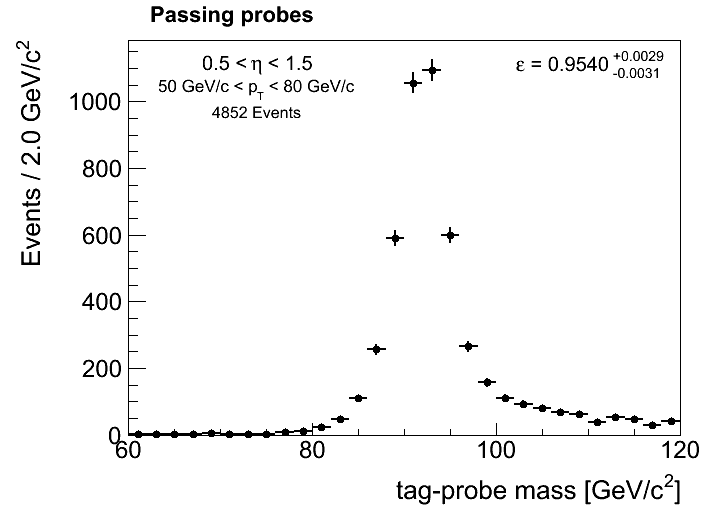 Passing probes
0.5 < η < 1.5
50 GeV/c < p_T < 80 GeV/c
4852 Events
ε = 0.9540 +0.0029 -0.0031
Events / 2.0 GeV/c²
1000
800
600
400
200
0
60 80 100 120
tag-probe mass [GeV/c²]